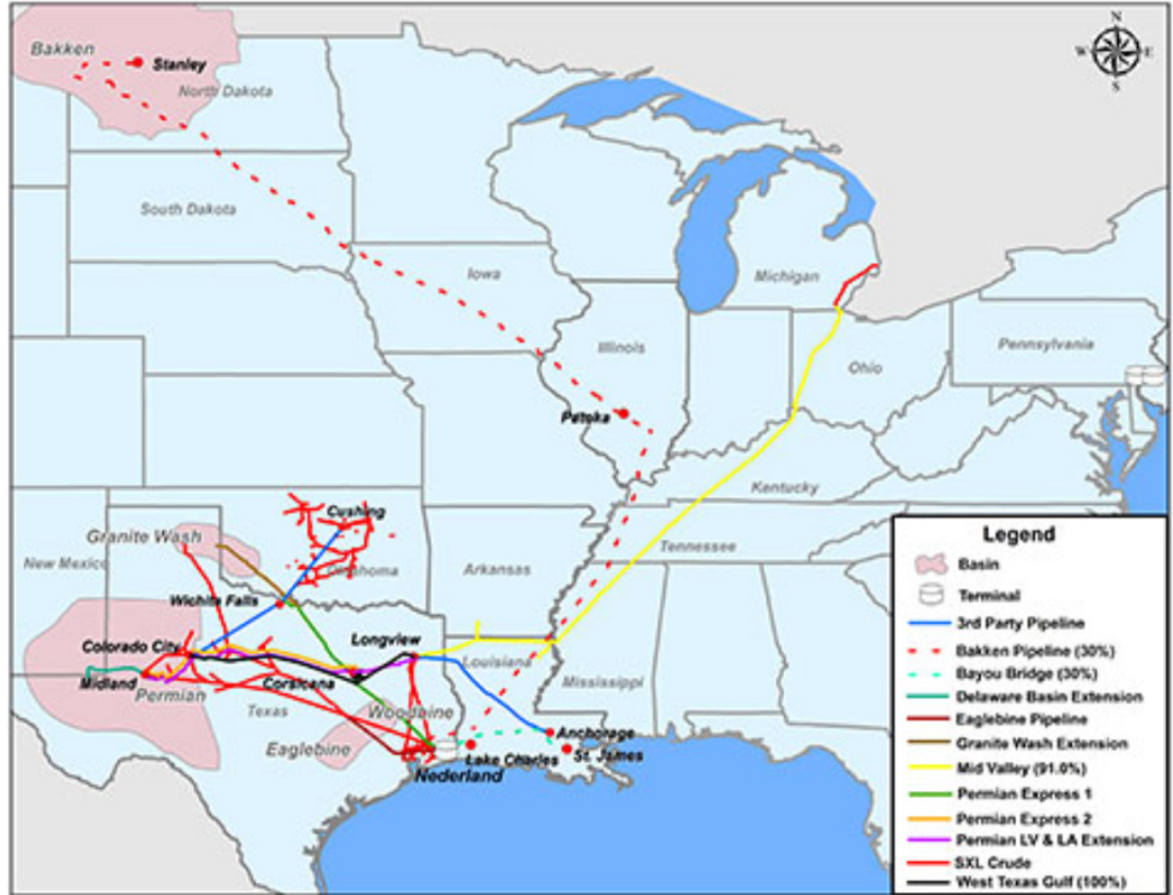 N
W E
S
Bakken
Stanley
North Dakota
South Dakota
Iowa
Michigan
Illinois
Ohio
Pennsylvania
Patoka
Kentucky
Cushing
Granite Wash
New Mexico
Oklahoma
Arkansas
Tennessee
Wichita Falls
Colorado City
Longview
Louisiana
Mississippi
Midland
Permian
Corsicana
Texas
Woodbine
Eaglebine
Anchorage
Lake Charles
St. James
Nederland
Legend
Basin
Terminal
3rd Party Pipeline
Bakken Pipeline (30%)
Bayou Bridge (30%)
Delaware Basin Extension
Eaglebine Pipeline
Granite Wash Extension
Mid Valley (91.0%)
Permian Express 1
Permian Express 2
Permian LV & LA Extension
SXL Crude
West Texas Gulf (100%)